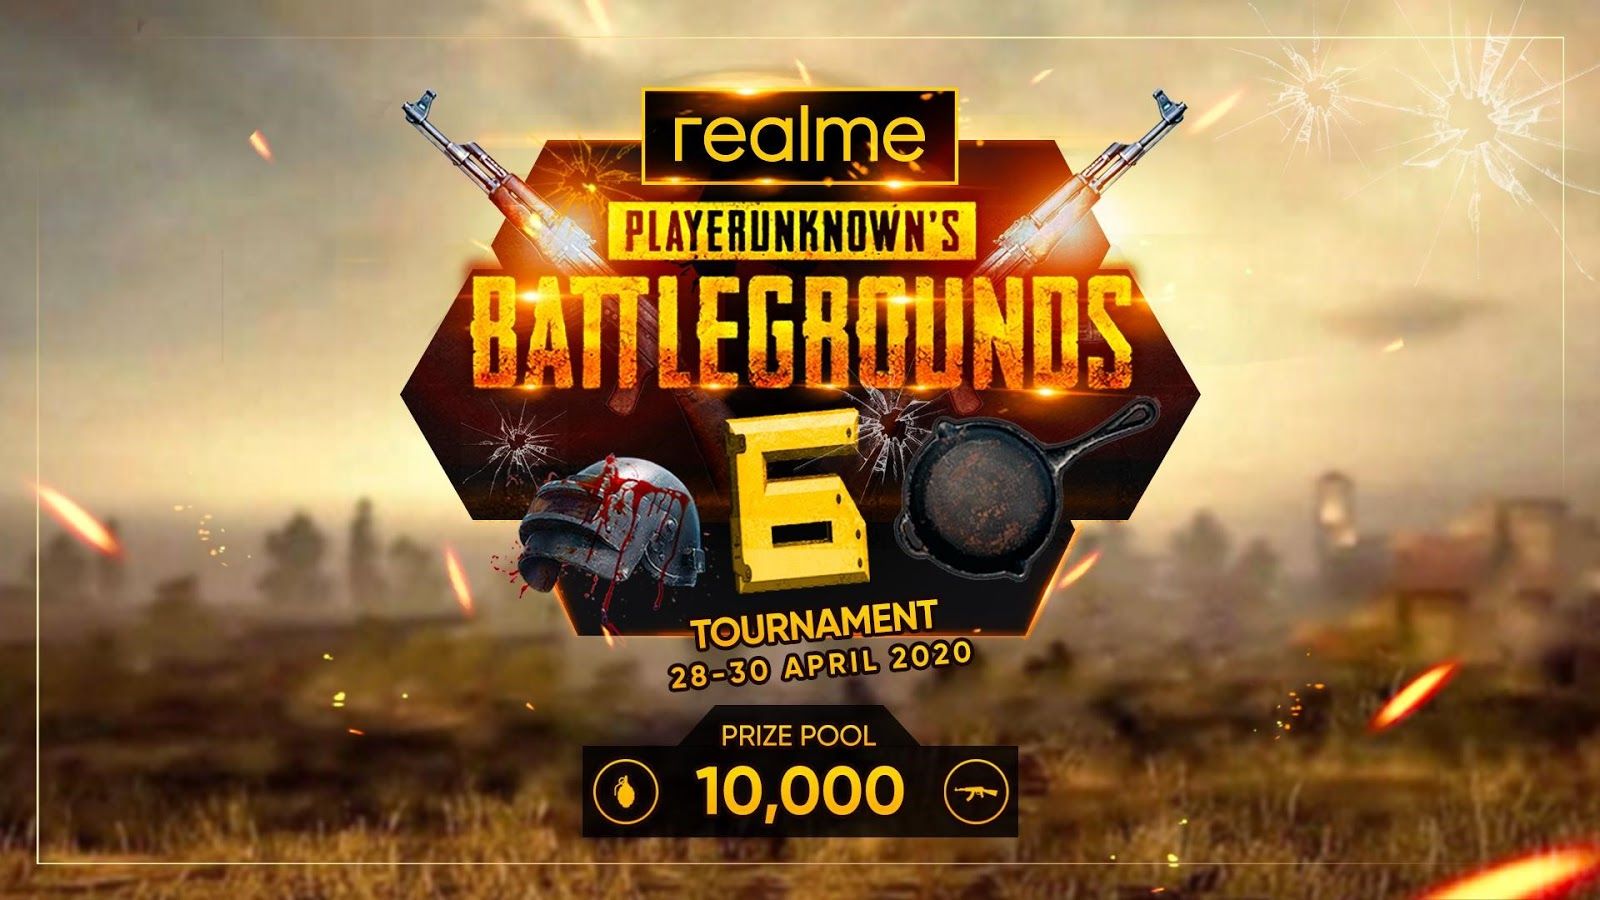 realme
PLAYERUNKNOWN'S
BATTLEGROUNDS
6
TOURNAMENT
28-30 APRIL 2020
PRIZE POOL
10,000